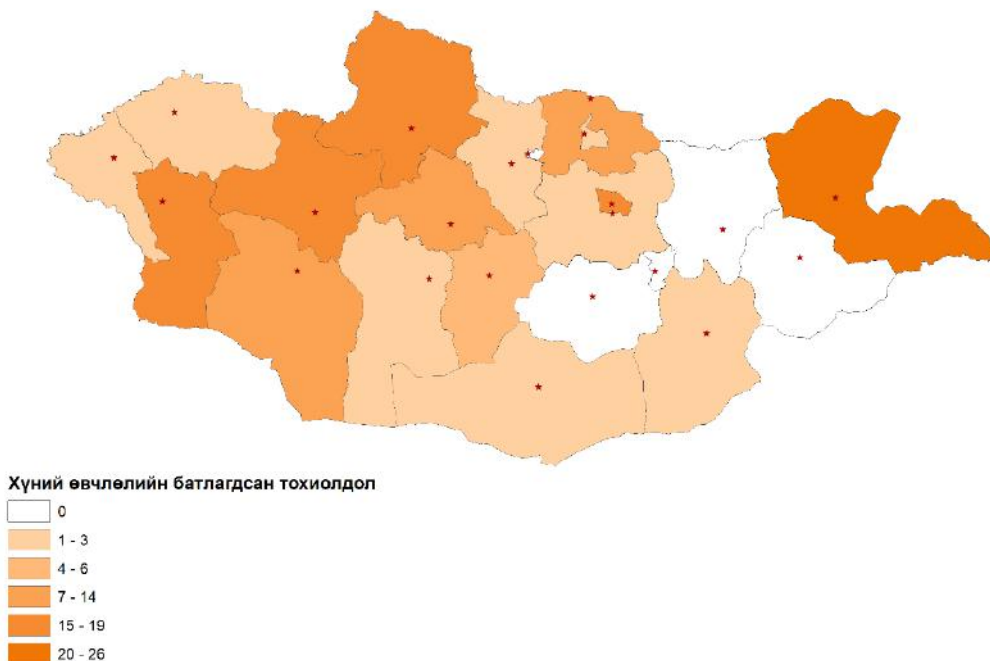 Хүний өвчлөлийн батлагдсан тохиолдол
0
1 - 3
4 - 6
7 - 14
15 - 19
20 - 26